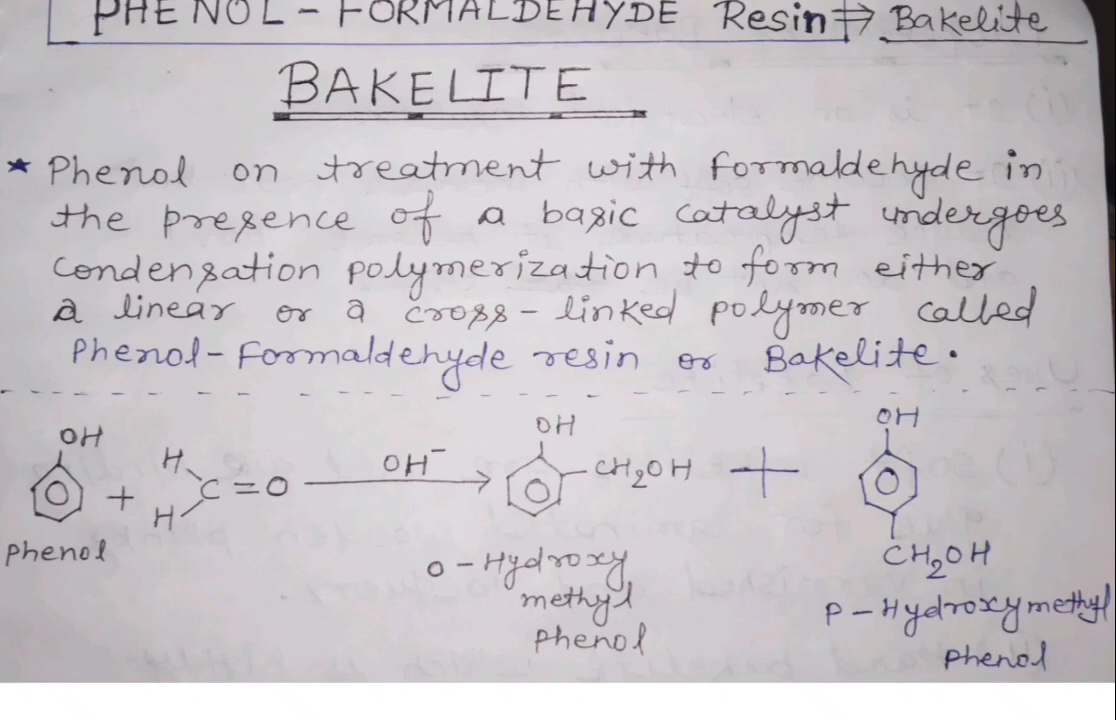 PHENOL - FORMALDEHYDE Resin ⇒ Bakelite
BAKELITE
* Phenol on treatment with formaldehyde in
the presence of a basic catalyst undergoes
condensation polymerization to form either
a linear or a cross-linked polymer called
Phenol-Formaldehyde resin or Bakelite.
OH H H C=O OH⁻ OH CH₂OH + OH CH₂OH
+
Phenol
o-Hydroxy
methyl
phenol
P-Hydroxymethyl
phenol